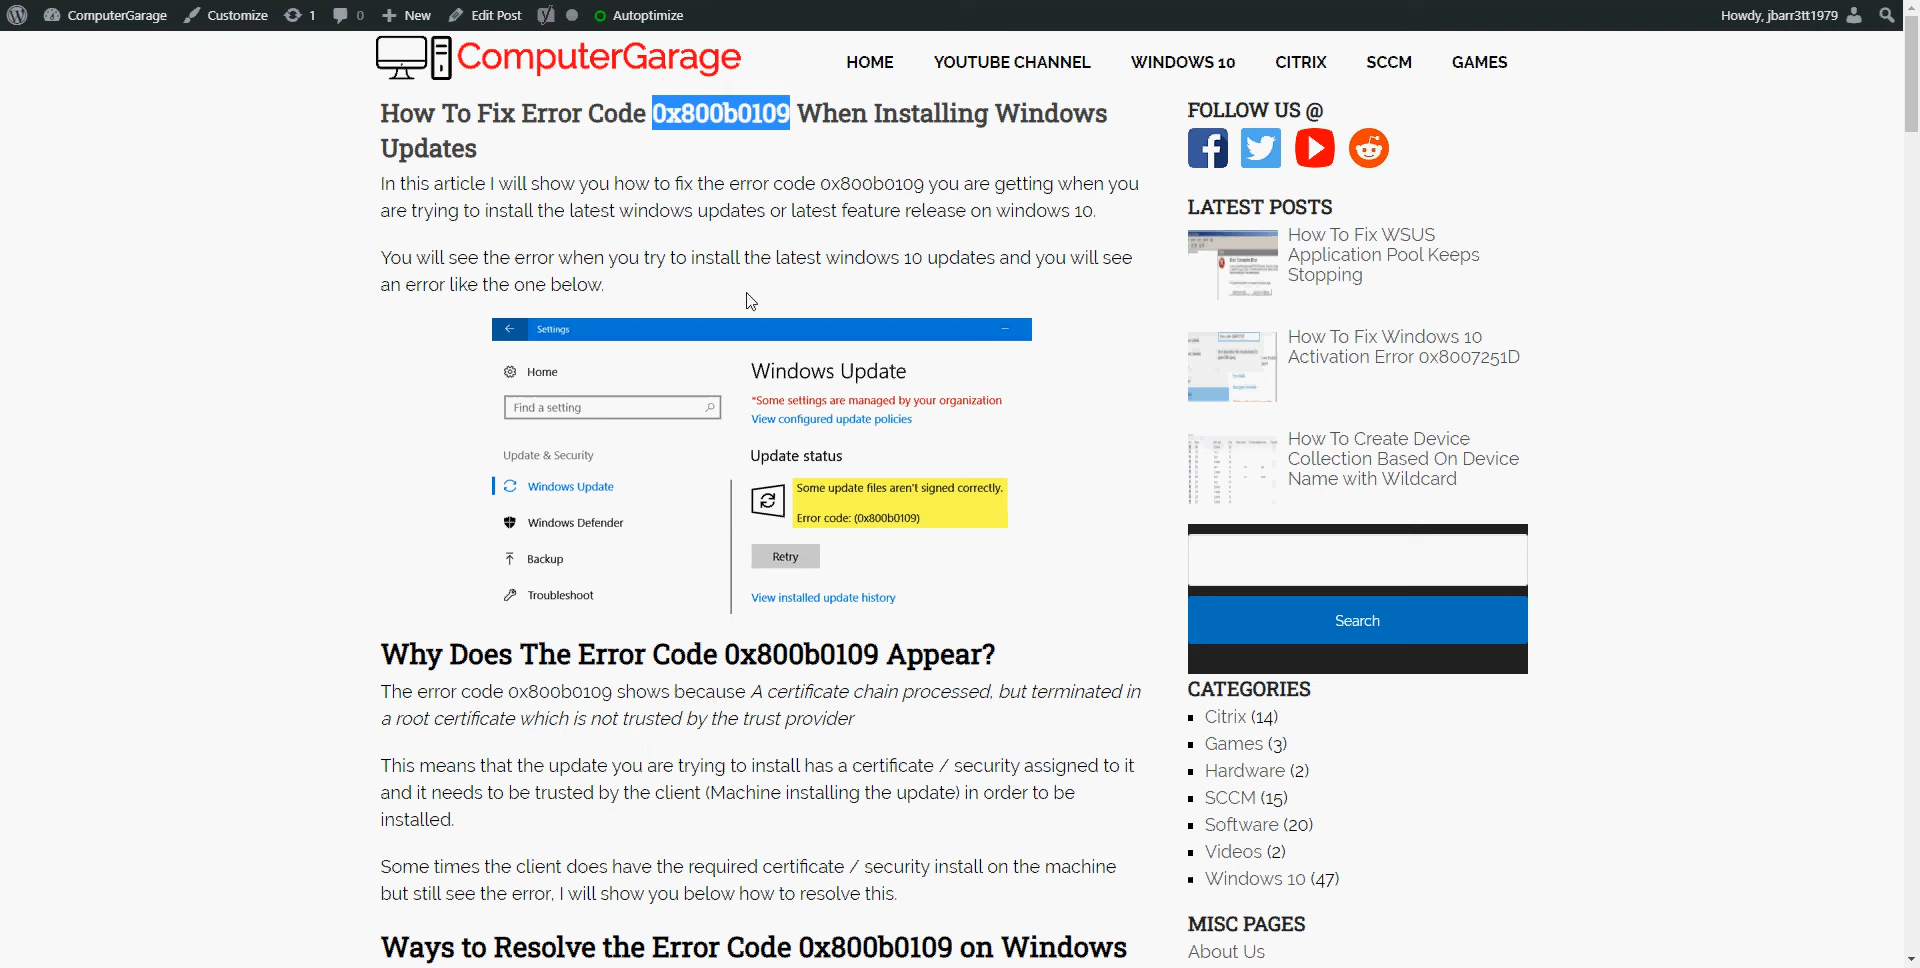 ComputerGarage
Customize
1
0
New
Edit Post
Autoptimize
Howdy, jbarr3tt1979
ComputerGarage
HOME
YOUTUBE CHANNEL
WINDOWS 10
CITRIX
SCCM
GAMES
How To Fix Error Code 0x800b0109 When Installing Windows
Updates
In this article I will show you how to fix the error code 0x800b0109 you are getting when you
are trying to install the latest windows updates or latest feature release on windows 10.
You will see the error when you try to install the latest windows 10 updates and you will see
an error like the one below.
Settings
Home
Find a setting
Update & Security
Windows Update
Windows Defender
Backup
Troubleshoot
Windows Update
*Some settings are managed by your organization
View configured update policies
Update status
Some update files aren't signed correctly.
Error code: (0x800b0109)
Retry
View installed update history
Why Does The Error Code 0x800b0109 Appear?
The error code 0x800b0109 shows because A certificate chain processed, but terminated in
a root certificate which is not trusted by the trust provider
This means that the update you are trying to install has a certificate / security assigned to it
and it needs to be trusted by the client (Machine installing the update) in order to be
installed.
Some times the client does have the required certificate / security install on the machine
but still see the error, I will show you below how to resolve this.
Ways to Resolve the Error Code 0x800b0109 on Windows
FOLLOW US @
LATEST POSTS
How To Fix WSUS
Application Pool Keeps
Stopping
How To Fix Windows 10
Activation Error 0x8007251D
How To Create Device
Collection Based On Device
Name with Wildcard
Search
CATEGORIES
Citrix (14)
Games (3)
Hardware (2)
SCCM (15)
Software (20)
Videos (2)
Windows 10 (47)
MISC PAGES
About Us